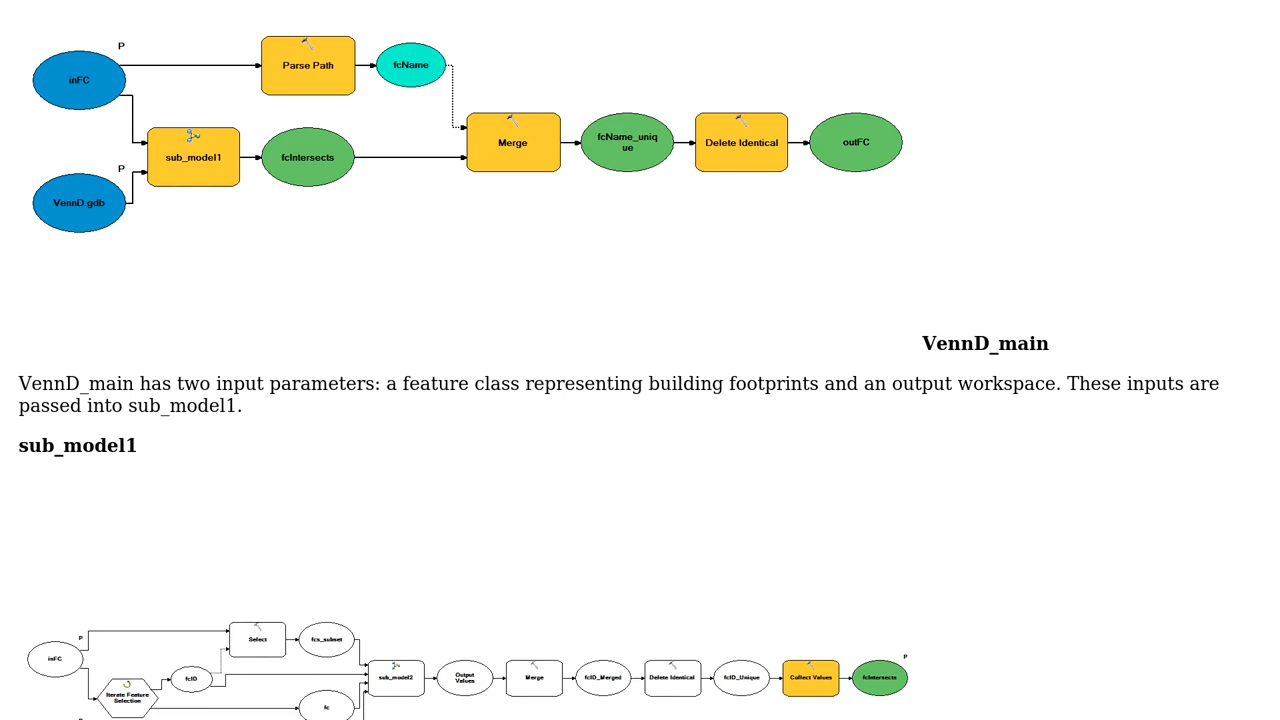 P
inFC
Parse Path
fcName
sub_model1
fcIntersects
P
VennD.gdb
Merge
fcName_uniq
ue
Delete Identical
outFC
VennD_main
VennD_main has two input parameters: a feature class representing building footprints and an output workspace. These inputs are
passed into sub_model1.
sub_model1
P
inFC
Select
fcs_subset
Iterate Feature
Selection
fcID
fc
sub_model2
Output
Values
Merge
fcID_Merged
Delete Identical
fcID_Unique
Collect Values
P
fcIntersects